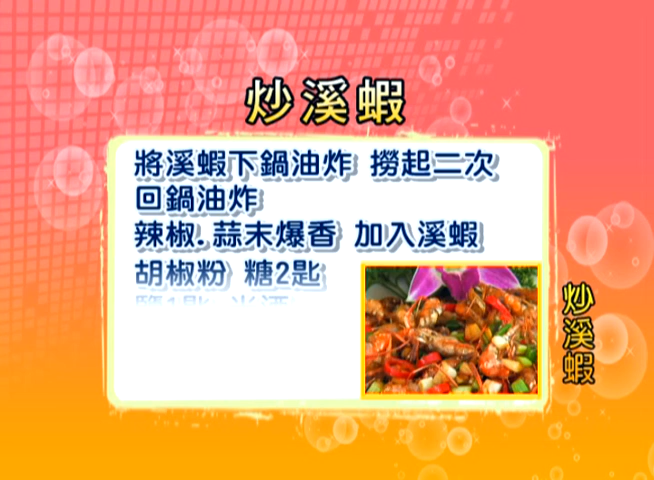 炒溪蝦
將溪蝦下鍋油炸 撈起二次
回鍋油炸
辣椒.蒜末爆香 加入溪蝦
胡椒粉 糖2匙
炒溪蝦